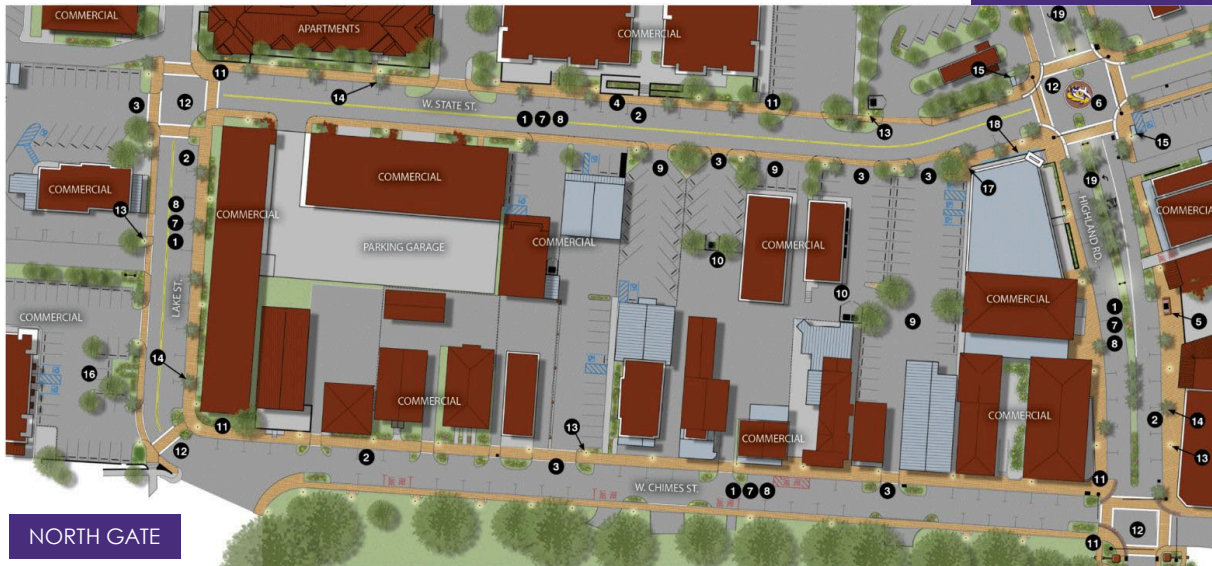 19
COMMERCIAL
APARTMENTS
COMMERCIAL
COMMERCIAL
11
15
12
3
12
14
W. STATE ST.
4
11
6
1 7 8
2
13
18
15
2
9
3
9
3
3
17
19
COMMERCIAL
COMMERCIAL
8
COMMERCIAL
HIGHLAND RD.
COMMERCIAL
13
7
1
PARKING GARAGE
COMMERCIAL
COMMERCIAL
10
LAKE ST.
10
COMMERCIAL
1
7
8
5
COMMERCIAL
9
14
16
COMMERCIAL
COMMERCIAL
2
14
11
12
2
13
3
COMMERCIAL
13
W. CHIMES ST.
1 7 8
3
11
12
11
NORTH GATE